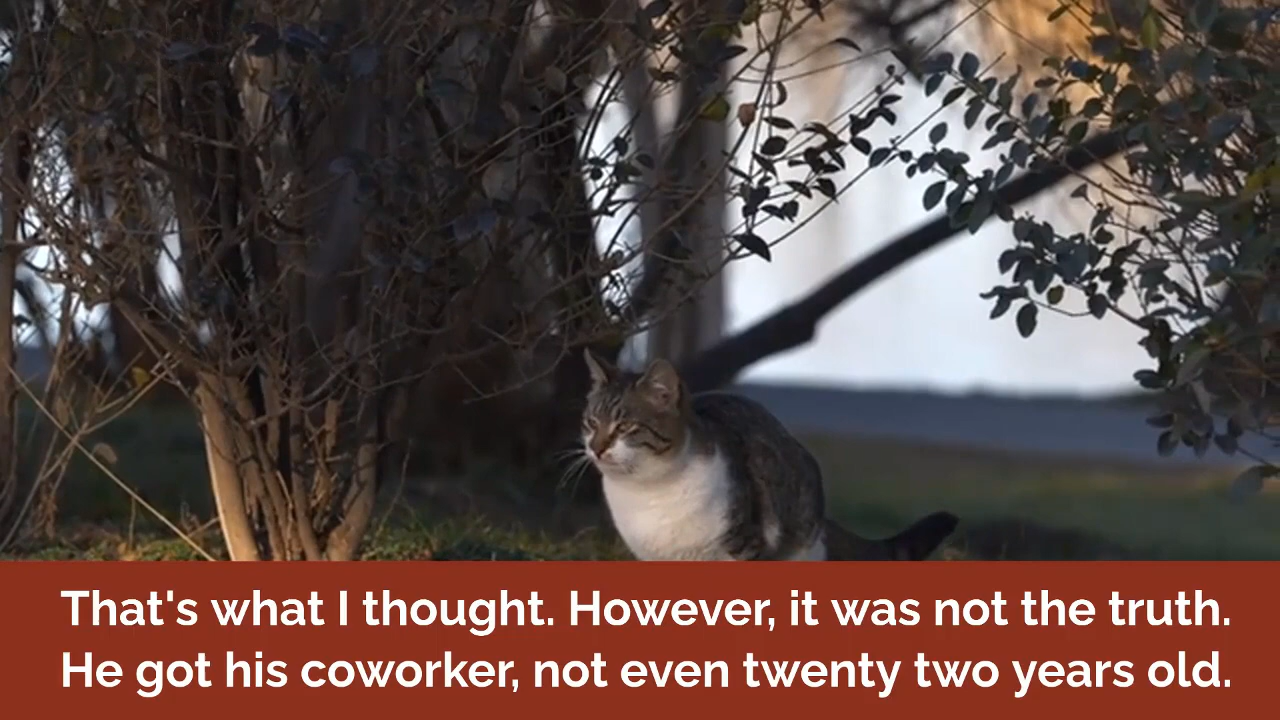 That's what I thought. However, it was not the truth.
He got his coworker, not even twenty two years old.